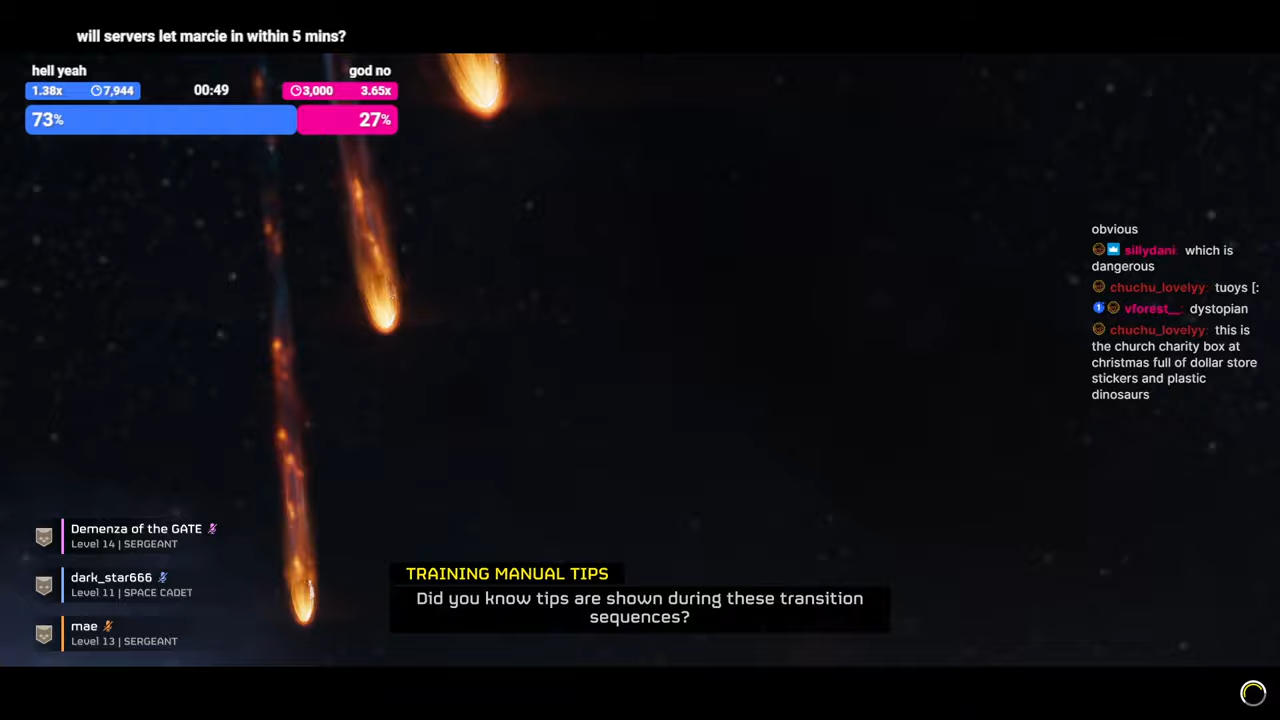 will servers let marcie in within 5 mins?
hell yeah
god no
1.38x
7,944
00:49
3,000
3.65x
73%
27%
obvious
sillydani: which is
dangerous
chuchu_lovelyy: tuoys [:
1 vforest__: dystopian
chuchu_lovelyy: this is
the church charity box at
christmas full of dollar store
stickers and plastic
dinosaurs
Demenza of the GATE
Level 14 | SERGEANT
dark_star666
Level 11 | SPACE CADET
mae
Level 13 | SERGEANT
TRAINING MANUAL TIPS
Did you know tips are shown during these transition
sequences?